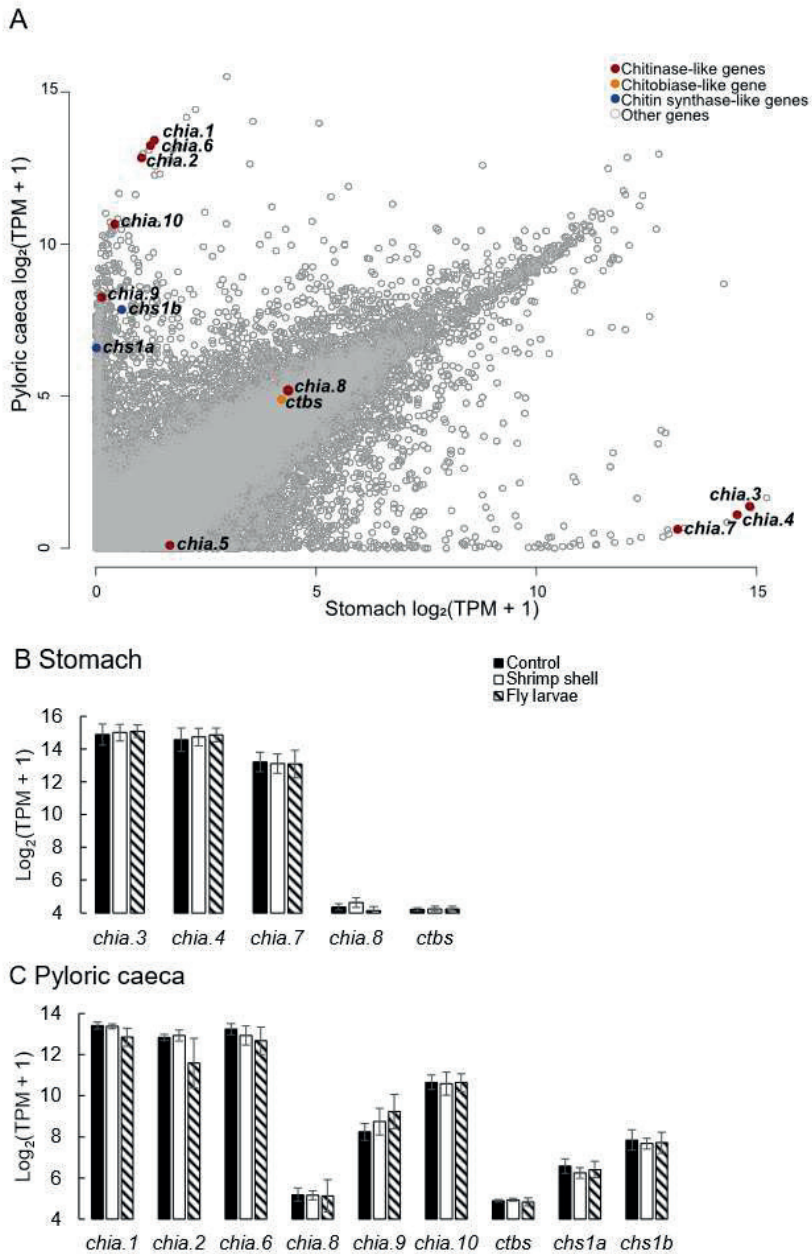 A
Chitinase-like genes
Chitobiase-like gene
Chitin synthase-like genes
Other genes
Pyloric caeca log₂(TPM + 1)
15
10
5
0
chia.1
chia.6
chia.2
chia.10
chia.9
chs1b
chs1a
chia.8
ctbs
chia.5
chia.3
chia.4
chia.7
0 5 10 15
Stomach log₂(TPM + 1)
B Stomach
Control
Shrimp shell
Fly larvae
Log₂(TPM + 1)
16
14
12
10
8
6
4
chia.3 chia.4 chia.7 chia.8 ctbs
C Pyloric caeca
Log₂(TPM + 1)
14
12
10
8
6
4
chia.1 chia.2 chia.6 chia.8 chia.9 chia.10 ctbs chs1a chs1b